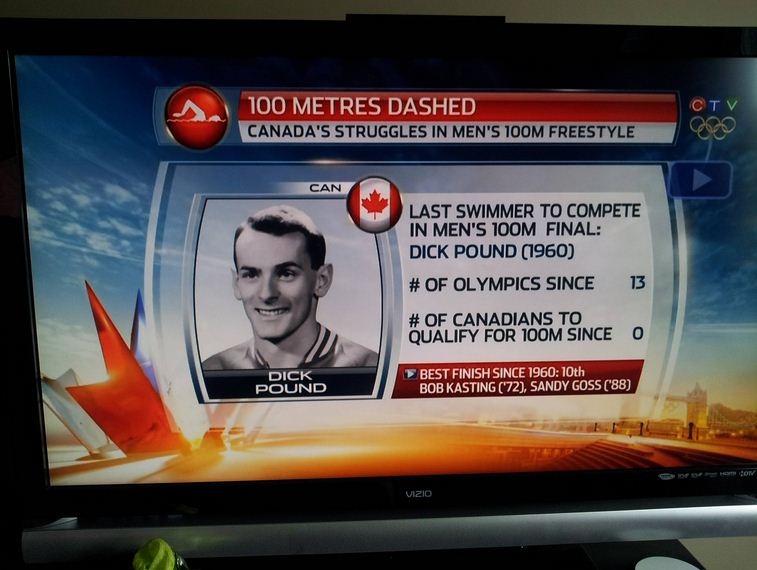 100 METRES DASHED
CANADA'S STRUGGLES IN MEN'S 100M FREESTYLE
CTV
CAN
LAST SWIMMER TO COMPETE
IN MEN'S 100M FINAL:
DICK POUND (1960)
# OF OLYMPICS SINCE 13
# OF CANADIANS TO
QUALIFY FOR 100M SINCE 0
BEST FINISH SINCE 1960: 10th
BOB KASTING ('72), SANDY GOSS ('88)
DICK
POUND
VIZIO